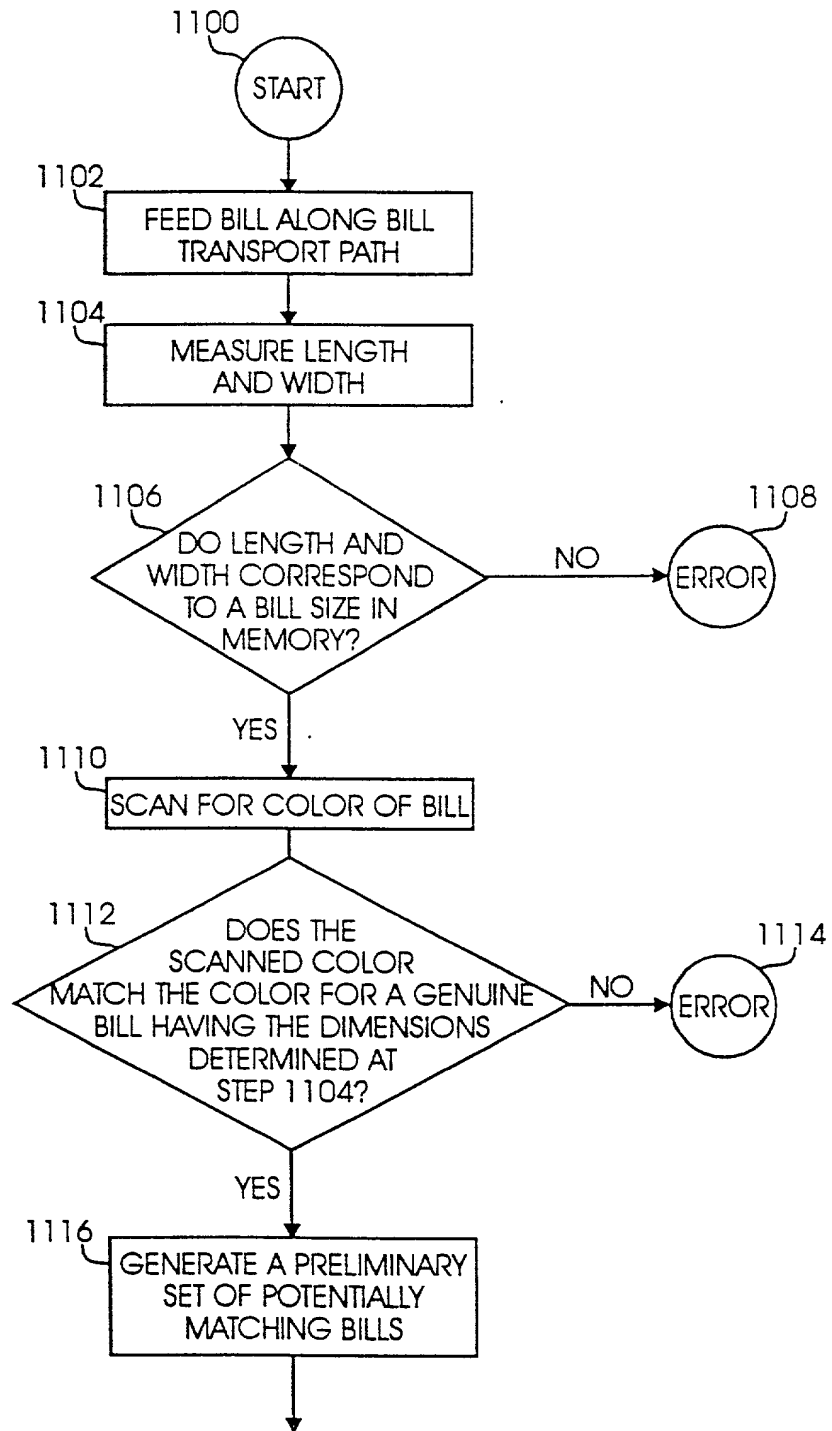 1100
START
1102
FEED BILL ALONG BILL
TRANSPORT PATH
1104
MEASURE LENGTH
AND WIDTH
1106
DO LENGTH AND
WIDTH CORRESPOND
TO A BILL SIZE IN
MEMORY?
NO
1108
ERROR
YES
1110
SCAN FOR COLOR OF BILL
1112
DOES THE
SCANNED COLOR
MATCH THE COLOR FOR A GENUINE
BILL HAVING THE DIMENSIONS
DETERMINED AT
STEP 1104?
NO
1114
ERROR
YES
1116
GENERATE A PRELIMINARY
SET OF POTENTIALLY
MATCHING BILLS